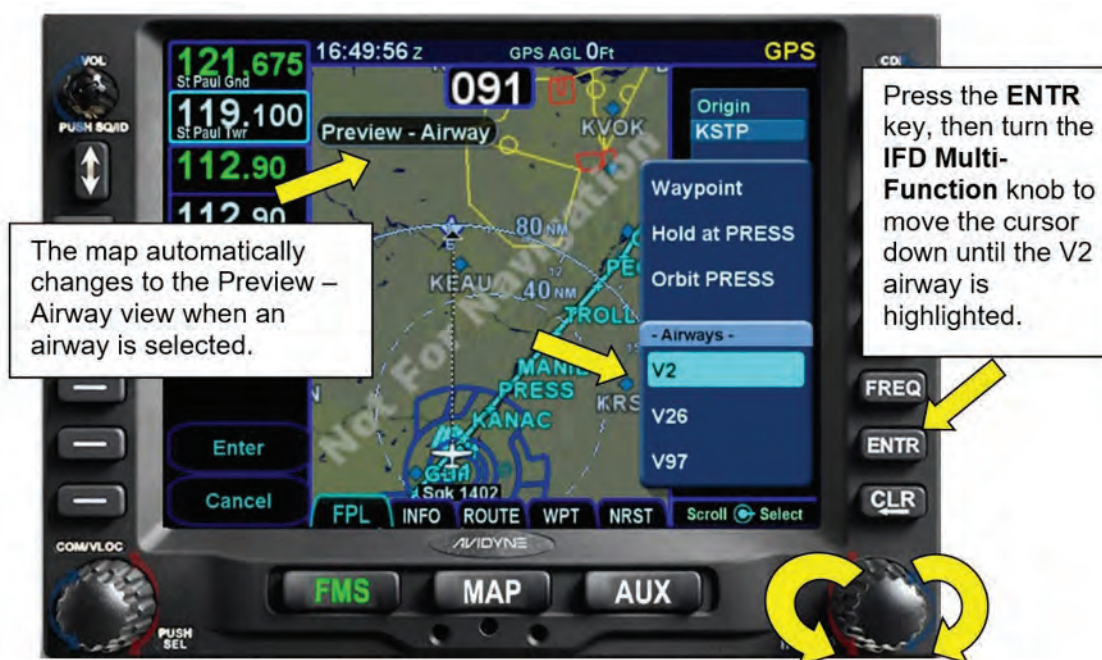 VOL
PUSH SQ/ID
121.675
St Paul Gnd
119.100
St Paul Twr
112.90
112.90
16:49:56 Z
GPS AGL 0Ft
GPS
091
Preview - Airway
KVOK
80 NM
12
40 NM
KEAU
TROLL
PRESS
KANAC
Sqk 1402
Not For Navigation
Origin
KSTP
Waypoint
Hold at PRESS
Orbit PRESS
- Airways -
V2
V26
V97
Enter
Cancel
FPL
INFO
ROUTE
WPT
NRST
Scroll
Select
CDI
FREQ
ENTR
CLR
AVIDYNE
COM/VLOC
PUSH
SEL
FMS
MAP
AUX
The map automatically
changes to the Preview –
Airway view when an
airway is selected.
Press the ENTR
key, then turn the
IFD Multi-
Function knob to
move the cursor
down until the V2
airway is
highlighted.